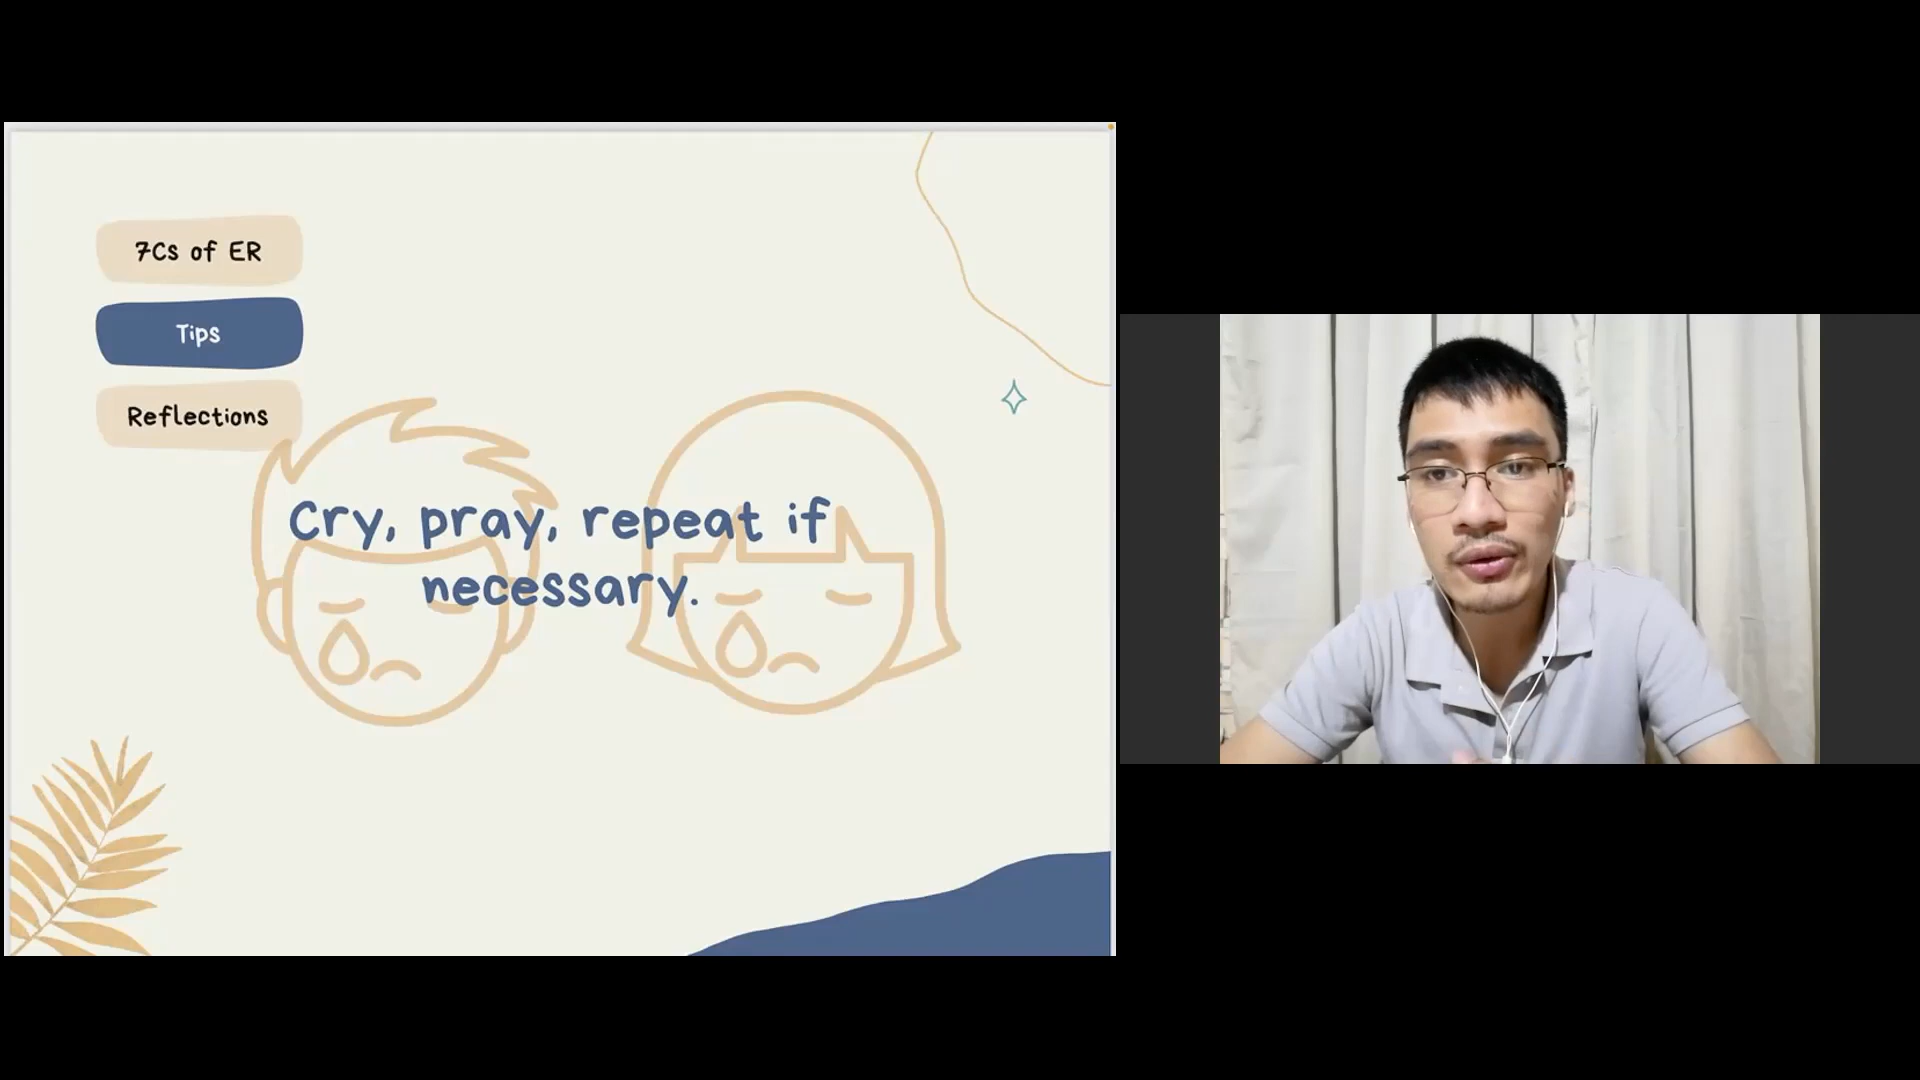 7Cs of ER
Tips
Reflections
Cry, pray, repeat if
necessary.